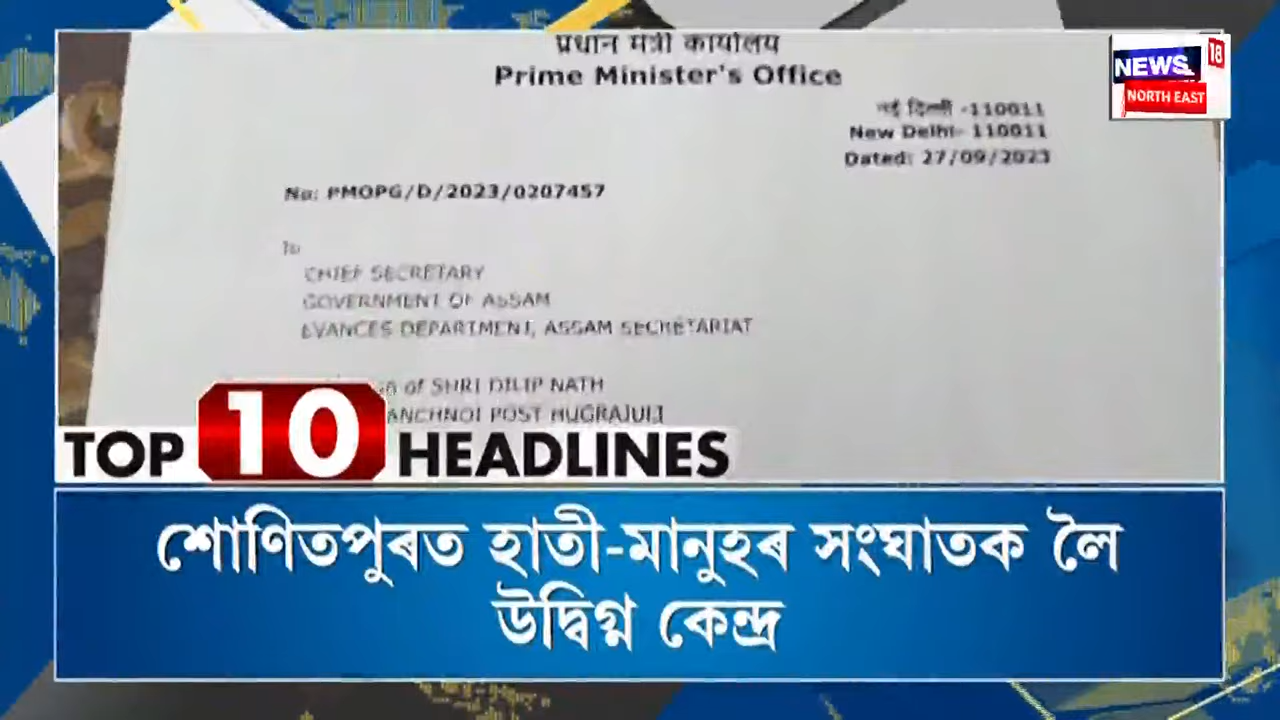 प्रधान मंत्री कार्यालय
Prime Minister's Office
NEWS 18
NORTH EAST
नई दिल्ली -110011
New Delhi- 110011
Dated: 27/09/2023
No: PMOPG/D/2023/0207457
To
CHIEF SECRETARY
GOVERNMENT OF ASSAM
EVANCES DEPARTMENT, ASSAM SECRETARIAT
of SHRI DILIP NATH
ANCHNOI POST HUGRAJULI
TOP 10 HEADLINES
শোণিতপুৰত হাতী-মানুহৰ সংঘাতক লৈ
উদ্বিগ্ন কেন্দ্ৰ